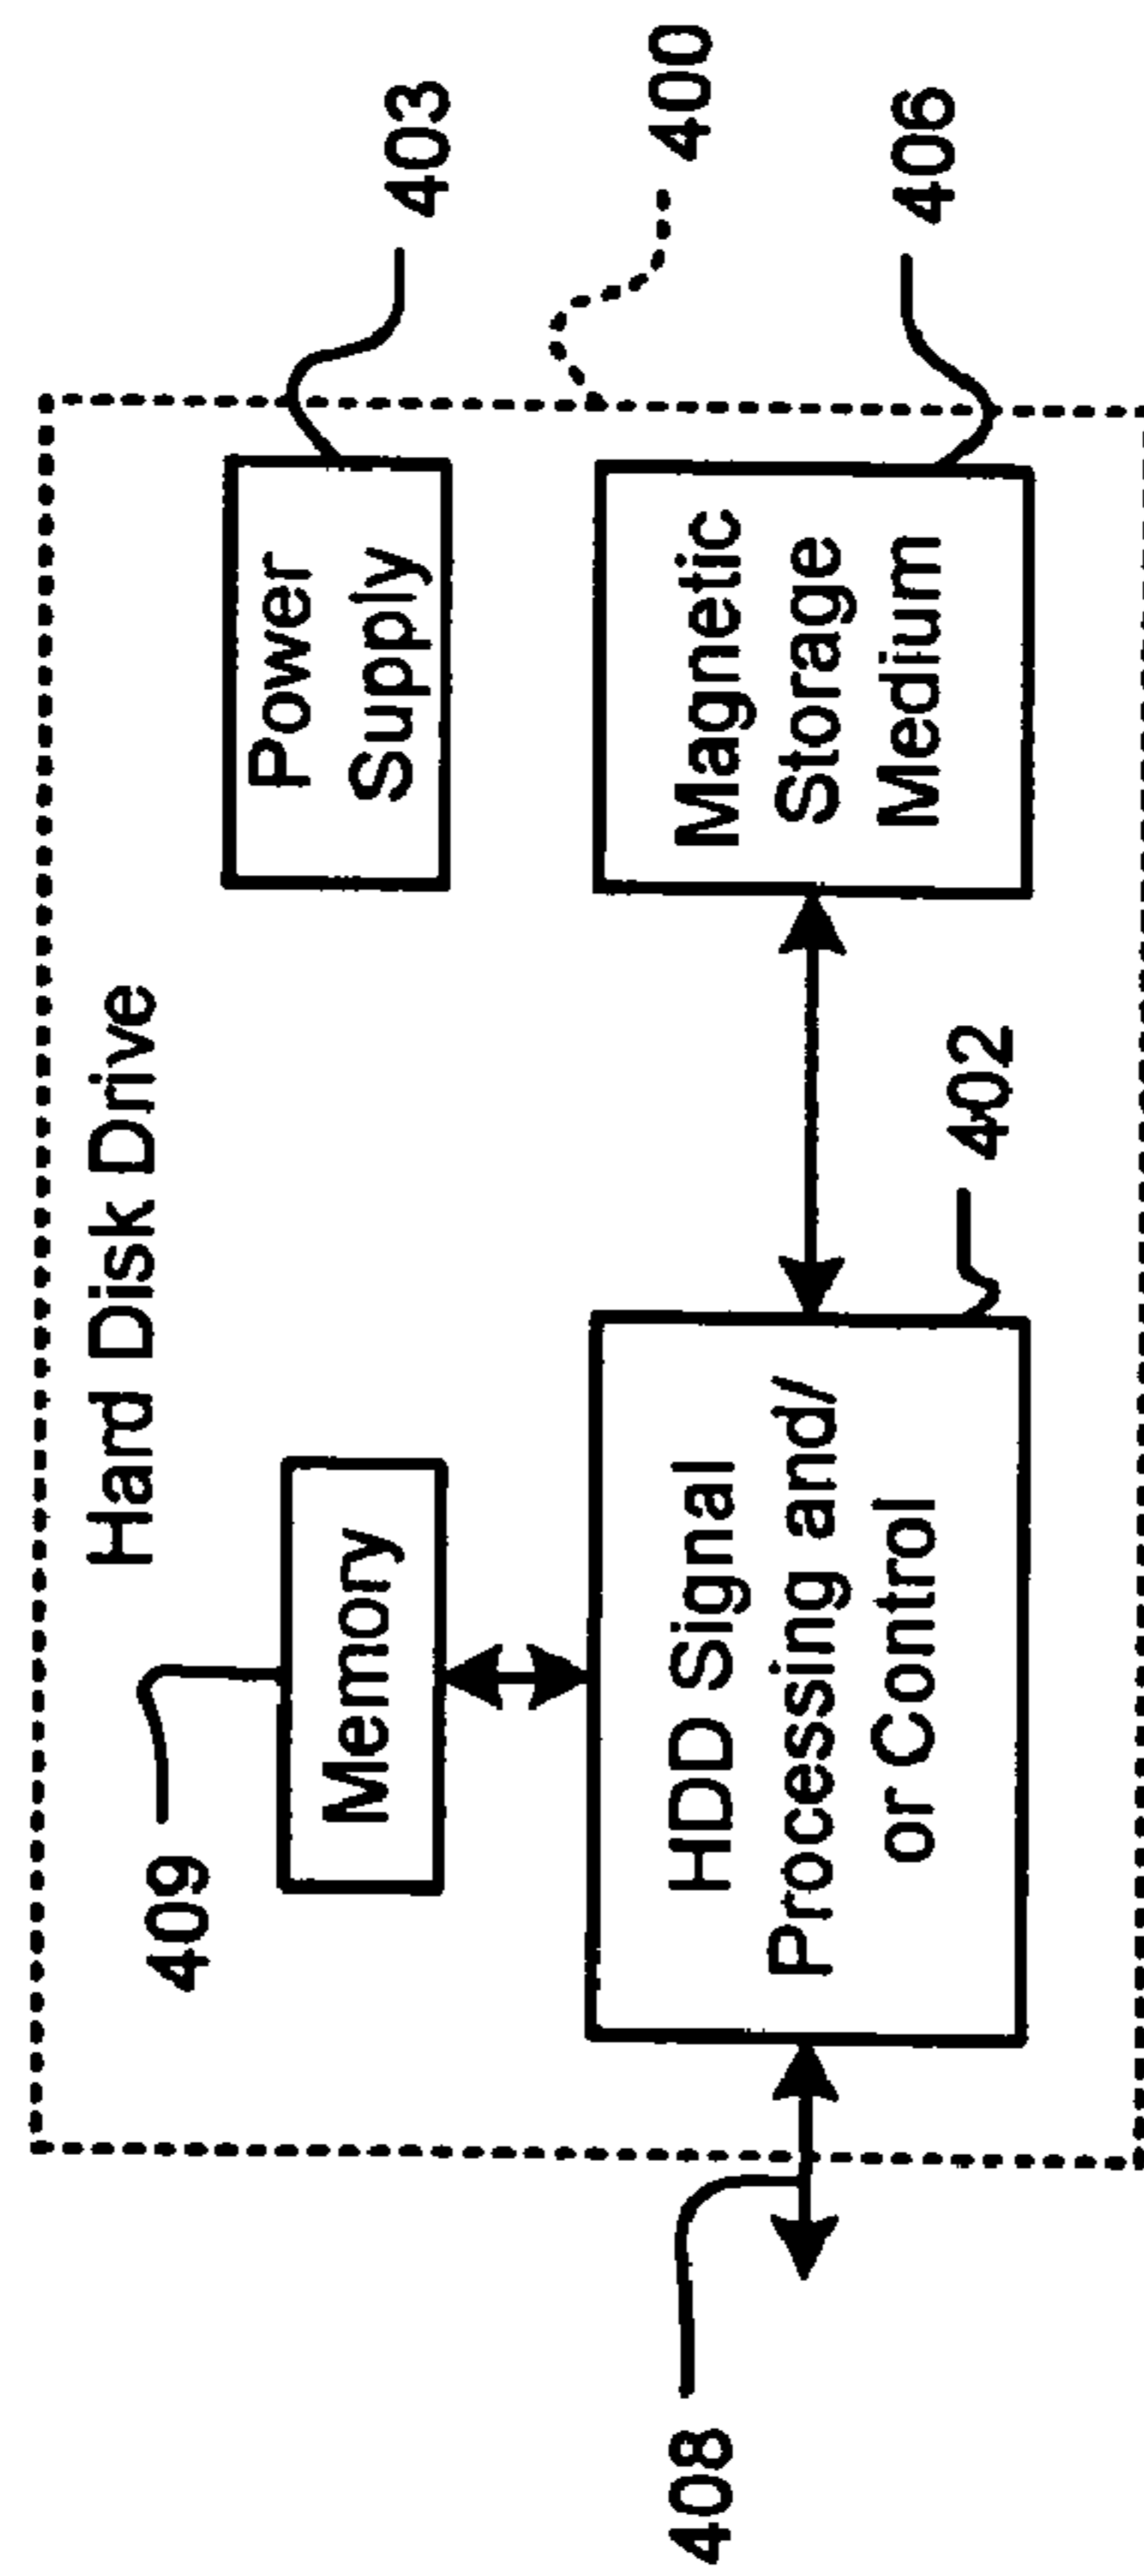 Hard Disk Drive
409
Memory
Power
Supply
403
400
408
HDD Signal
Processing and/
or Control
402
Magnetic
Storage
Medium
406